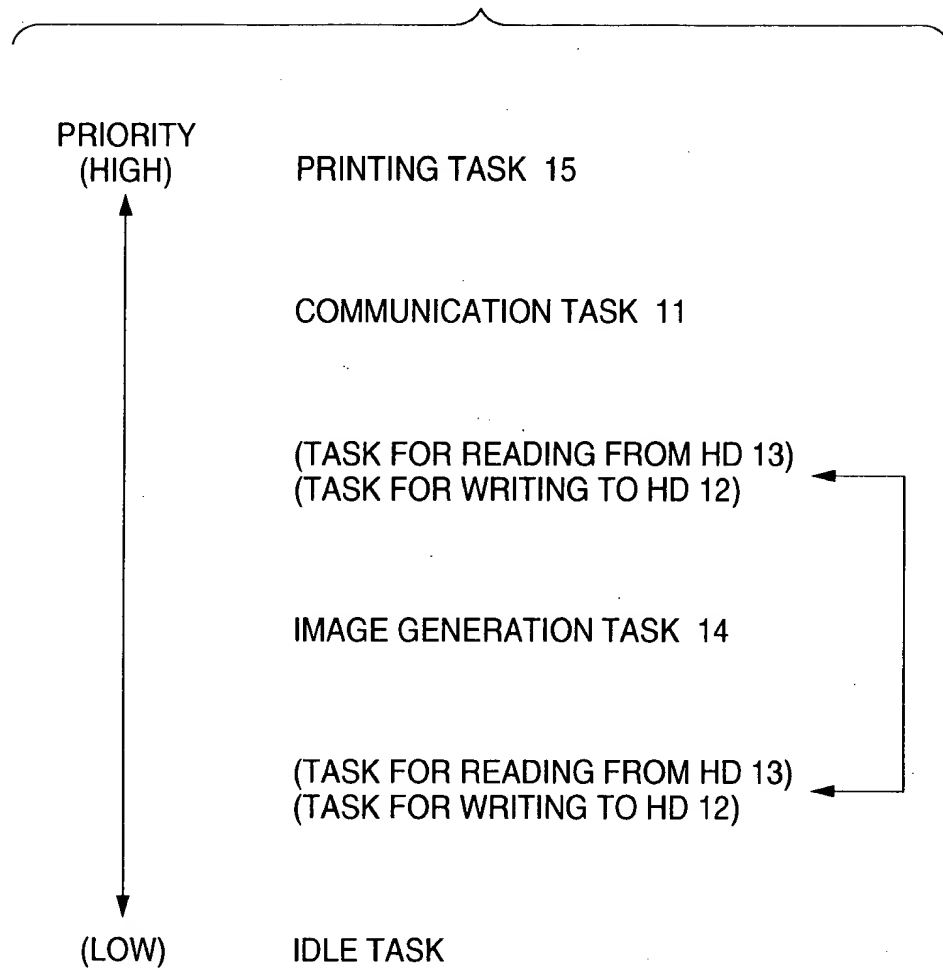 PRIORITY
(HIGH)
PRINTING TASK 15
COMMUNICATION TASK 11
(TASK FOR READING FROM HD 13)
(TASK FOR WRITING TO HD 12)
IMAGE GENERATION TASK 14
(TASK FOR READING FROM HD 13)
(TASK FOR WRITING TO HD 12)
(LOW)
IDLE TASK